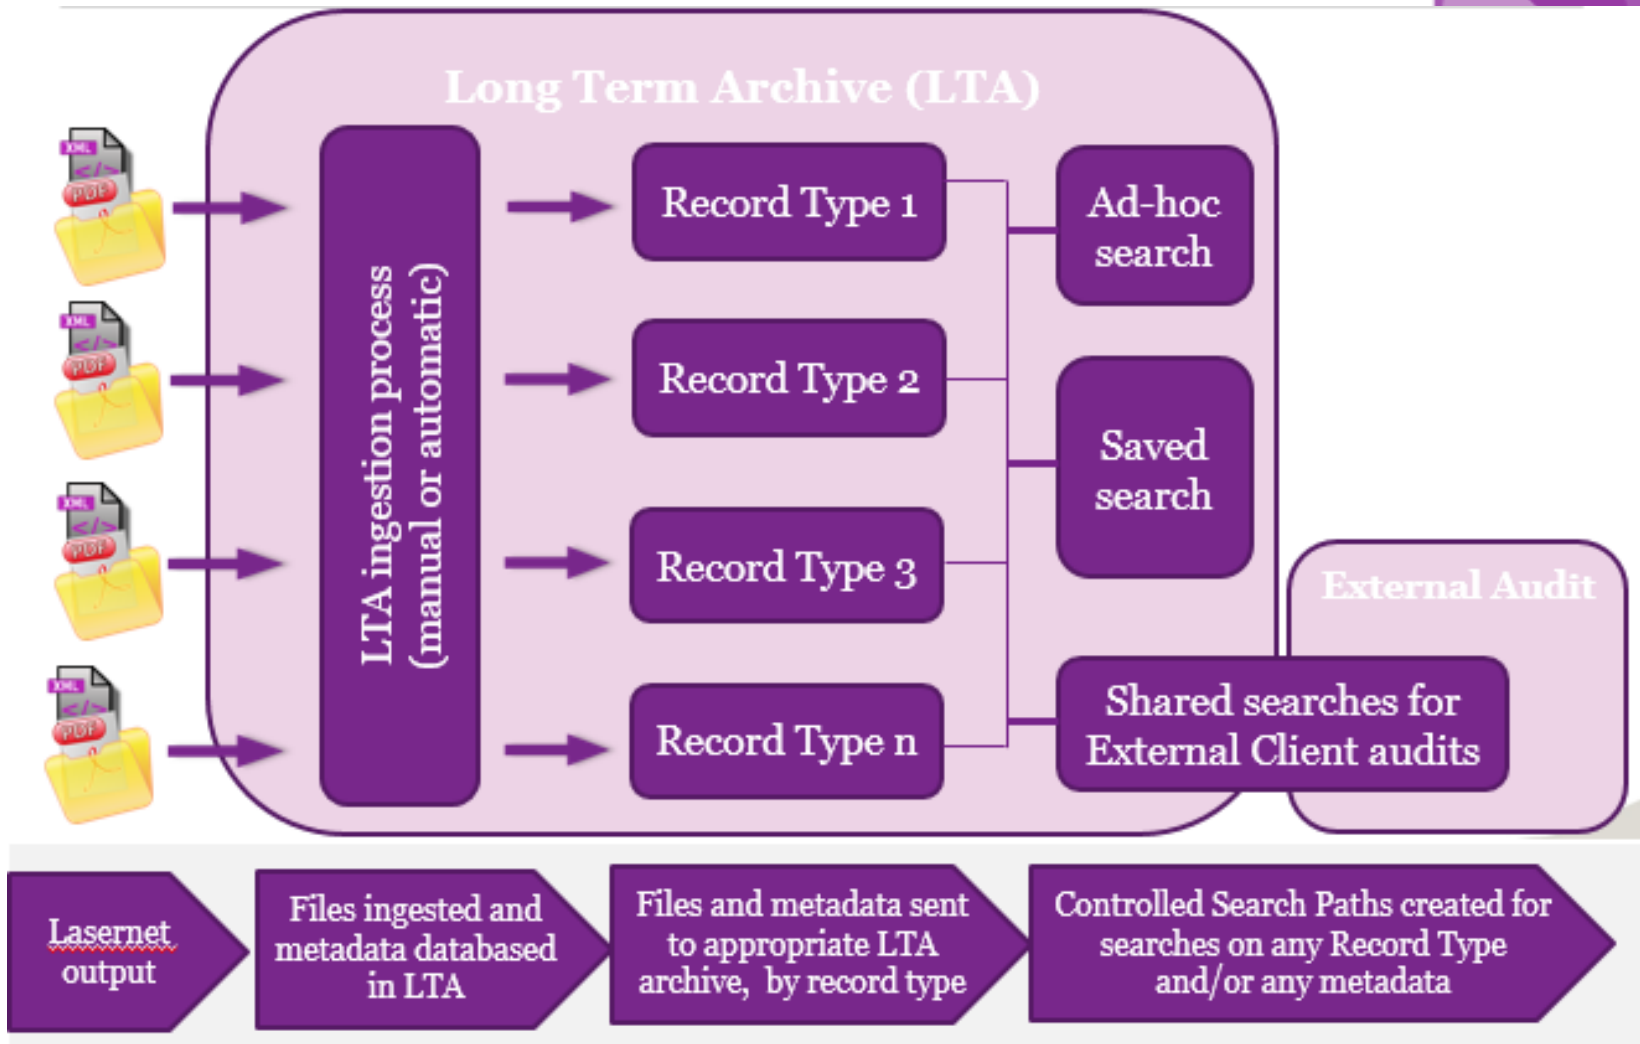 Long Term Archive (LTA)
XML
</>
PDF
XML
</>
PDF
XML
</>
PDF
XML
</>
PDF
LTA ingestion process
(manual or automatic)
Record Type 1
Record Type 2
Record Type 3
Record Type n
Ad-hoc
search
Saved
search
External Audit
Shared searches for
External Client audits
Lasernet
output
Files ingested and
metadata databased
in LTA
Files and metadata sent
to appropriate LTA
archive,  by record type
Controlled Search Paths created for
searches on any Record Type
and/or any metadata